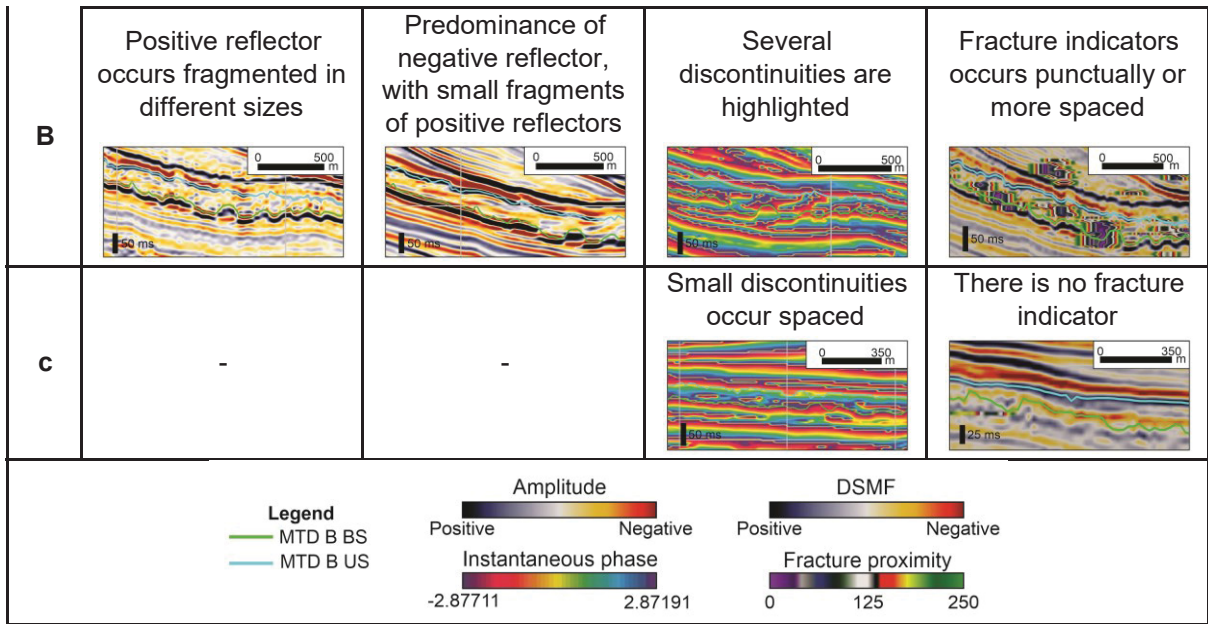 B
Positive reflector
occurs fragmented in
different sizes
0 500
m
50 ms
Predominance of
negative reflector,
with small fragments
of positive reflectors
0 500
m
50 ms
Several
discontinuities are
highlighted
0 500
m
50 ms
Fracture indicators
occurs punctually or
more spaced
0 500
m
50 ms
c
-
-
Small discontinuities
occur spaced
0 350
m
50 ms
There is no fracture
indicator
0 350
m
25 ms
Legend
MTD B BS
MTD B US
Amplitude
Positive Negative
Instantaneous phase
-2.87711 2.87191
DSMF
Positive Negative
Fracture proximity
0 125 250